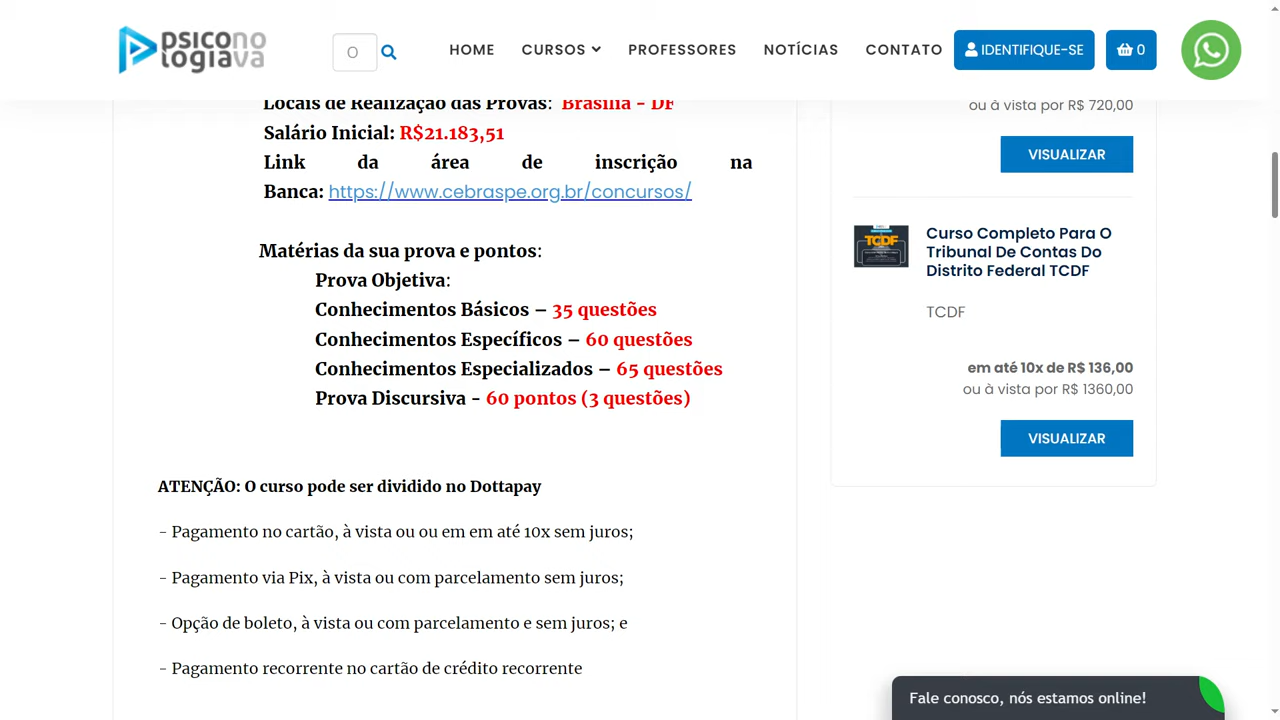 psicono
logiava
O
HOME
CURSOS
PROFESSORES
NOTÍCIAS
CONTATO
IDENTIFIQUE-SE
0
Locais de Realização das Provas: Brasília - DF
Salário Inicial: R$21.183,51
Link da área de inscrição na
Banca: https://www.cebraspe.org.br/concursos/
Matérias da sua prova e pontos:
Prova Objetiva:
Conhecimentos Básicos – 35 questões
Conhecimentos Específicos – 60 questões
Conhecimentos Especializados – 65 questões
Prova Discursiva - 60 pontos (3 questões)
ATENÇÃO: O curso pode ser dividido no Dottapay
- Pagamento no cartão, à vista ou ou em em até 10x sem juros;
- Pagamento via Pix, à vista ou com parcelamento sem juros;
- Opção de boleto, à vista ou com parcelamento e sem juros; e
- Pagamento recorrente no cartão de crédito recorrente
ou à vista por R$ 720,00
VISUALIZAR
TCDF
Curso Completo Para O
Tribunal De Contas Do
Distrito Federal TCDF
TCDF
em até 10x de R$ 136,00
ou à vista por R$ 1360,00
VISUALIZAR
Fale conosco, nós estamos online!